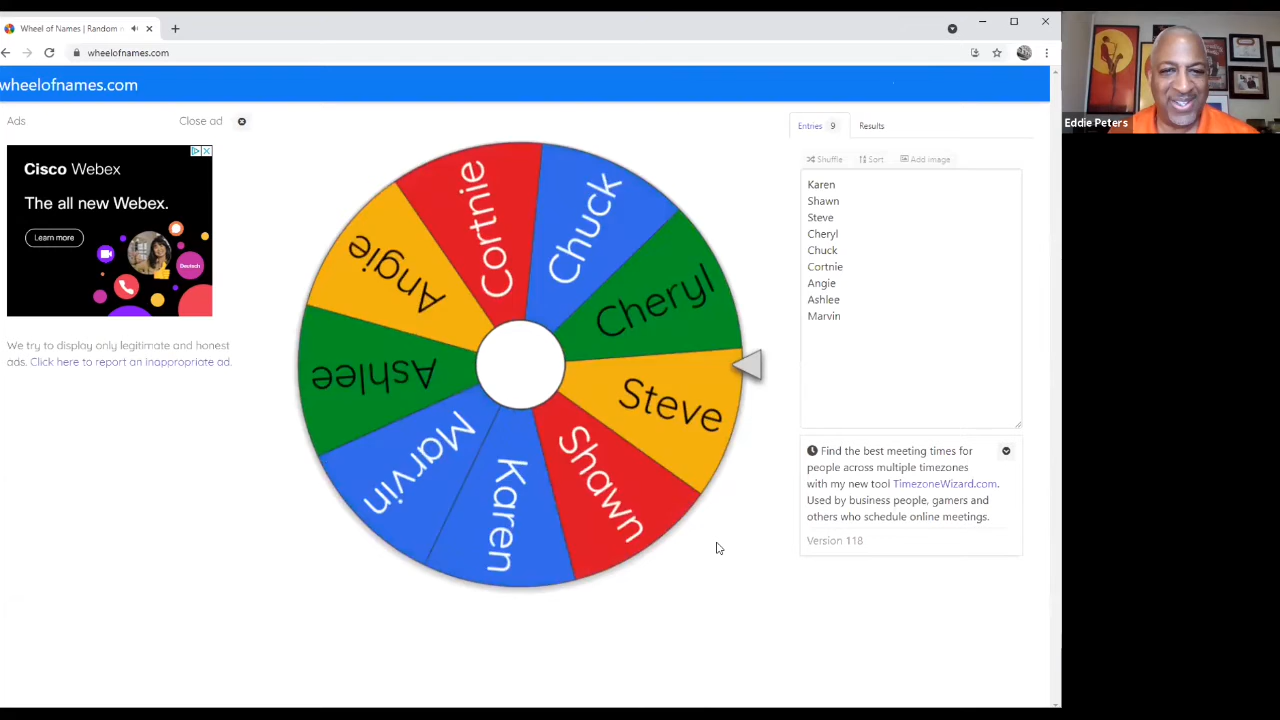 Wheel of Names | Random
wheelofnames.com
wheelofnames.com
Ads
Close ad
Cisco Webex
The all new Webex.
Learn more
Deutsch
We try to display only legitimate and honest
ads. Click here to report an inappropriate ad.
Cortnie
Chuck
Cheryl
Steve
Shawn
Karen
Marvin
Ashlee
Angie
Entries 9
Results
Shuffle
Sort
Add image
Karen
Shawn
Steve
Cheryl
Chuck
Cortnie
Angie
Ashlee
Marvin
Find the best meeting times for
people across multiple timezones
with my new tool TimezoneWizard.com.
Used by business people, gamers and
others who schedule online meetings.
Version 118
Eddie Peters